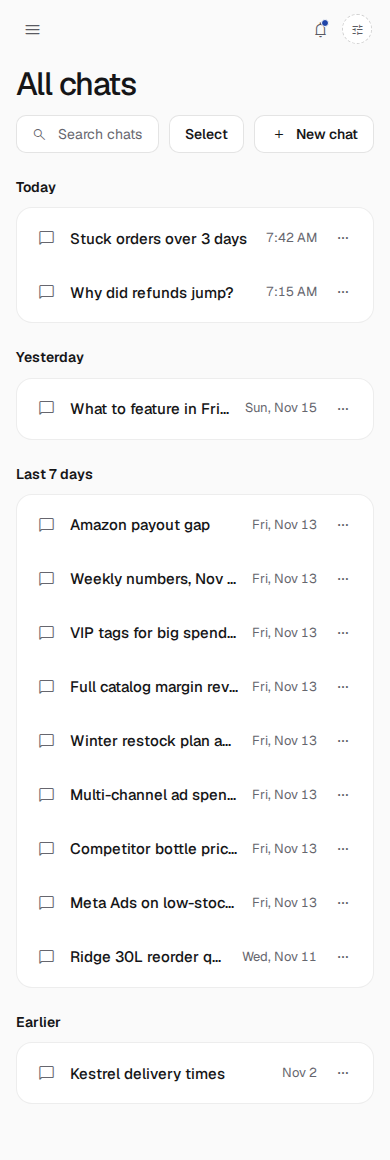 All chats
Search chats
Select
+ New chat
Today
Stuck orders over 3 days 7:42 AM
Why did refunds jump? 7:15 AM
Yesterday
What to feature in Fri... Sun, Nov 15
Last 7 days
Amazon payout gap Fri, Nov 13
Weekly numbers, Nov ... Fri, Nov 13
VIP tags for big spend... Fri, Nov 13
Full catalog margin rev... Fri, Nov 13
Winter restock plan a... Fri, Nov 13
Multi-channel ad spen... Fri, Nov 13
Competitor bottle pric... Fri, Nov 13
Meta Ads on low-stoc... Fri, Nov 13
Ridge 30L reorder q... Wed, Nov 11
Earlier
Kestrel delivery times Nov 2